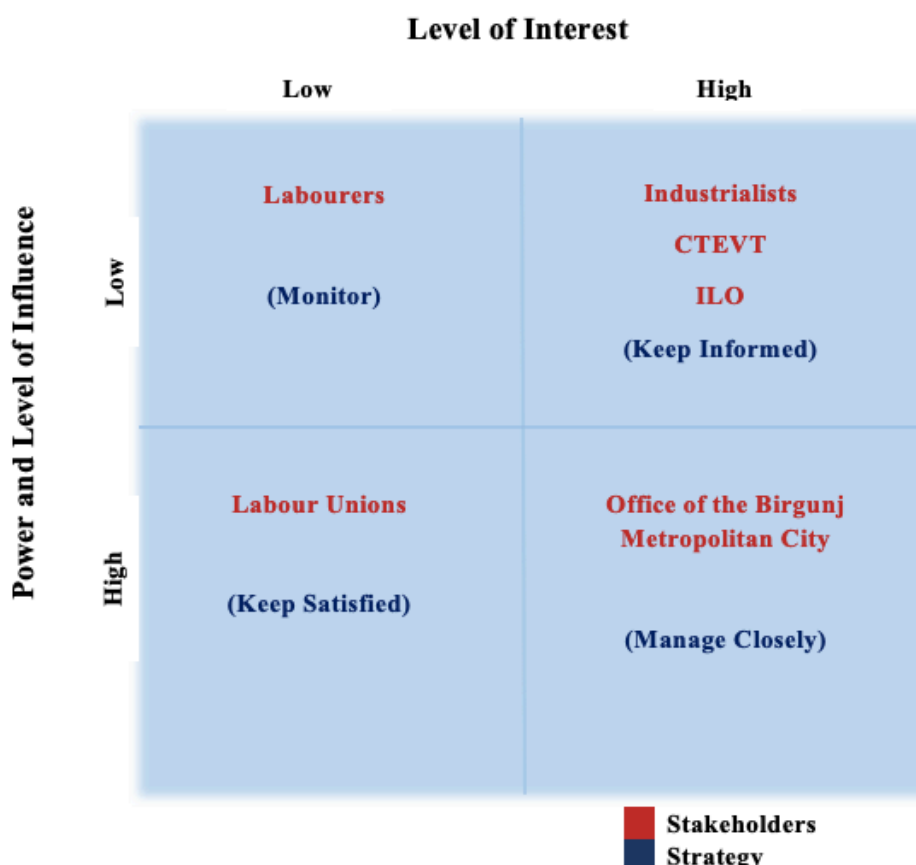 Level of Interest
Low
High
Power and Level of Influence
Low
Labourers
(Monitor)
Industrialists
CTEVT
ILO
(Keep Informed)
High
Labour Unions
(Keep Satisfied)
Office of the Birgunj
Metropolitan City
(Manage Closely)
Stakeholders
Strategy